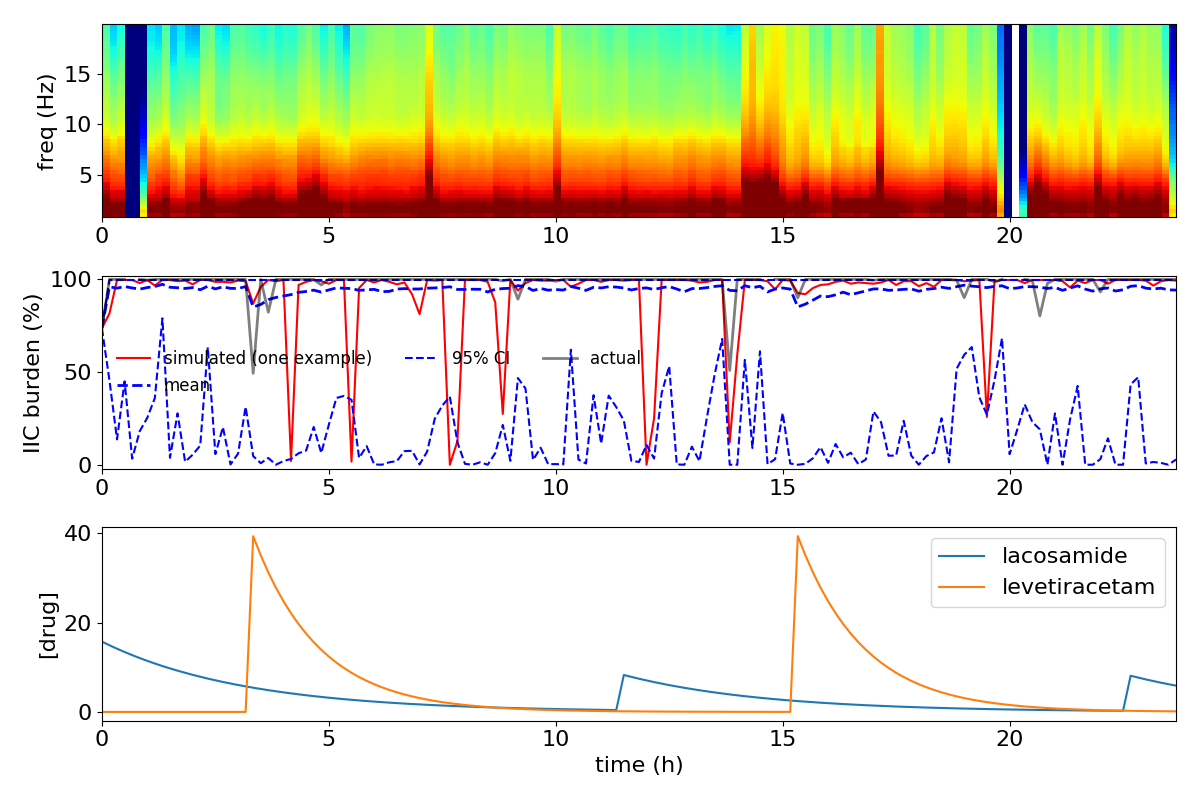 freq (Hz)
15
10
5
0 5 10 15 20
IIC burden (%)
100
50
0
simulated (one example) 95% CI actual
mean
0 5 10 15 20
[drug]
40
20
0
lacosamide
levetiracetam
0 5 10 15 20
time (h)